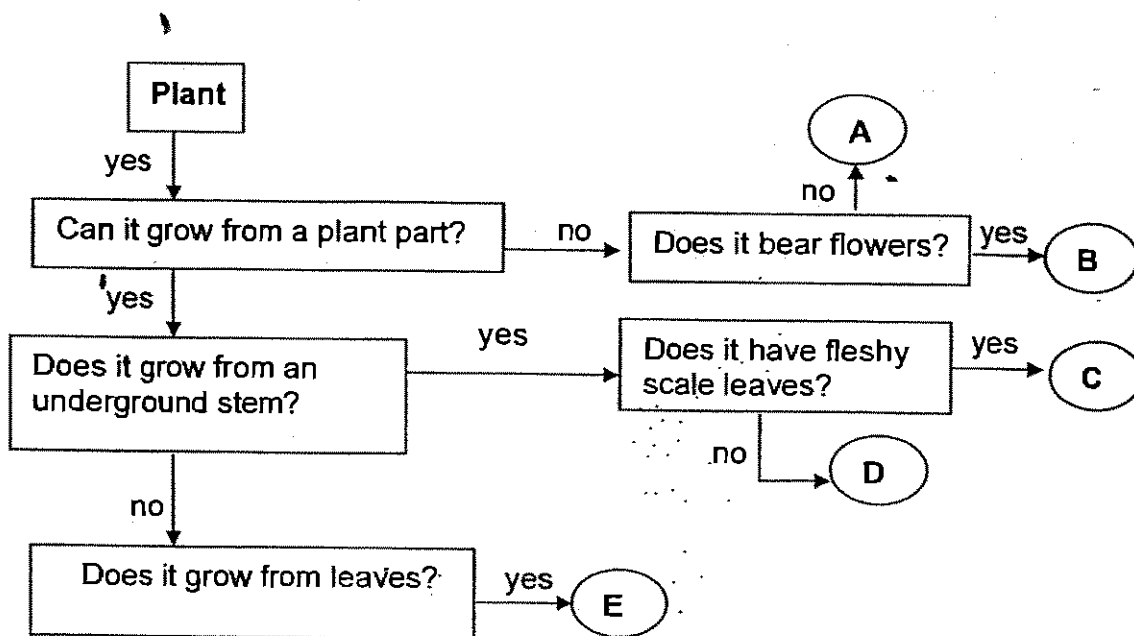 Plant
yes
A
no
Can it grow from a plant part?
no
Does it bear flowers?
yes
B
yes
Does it grow from an
underground stem?
yes
Does it have fleshy
scale leaves?
yes
C
no
D
no
Does it grow from leaves?
yes
E